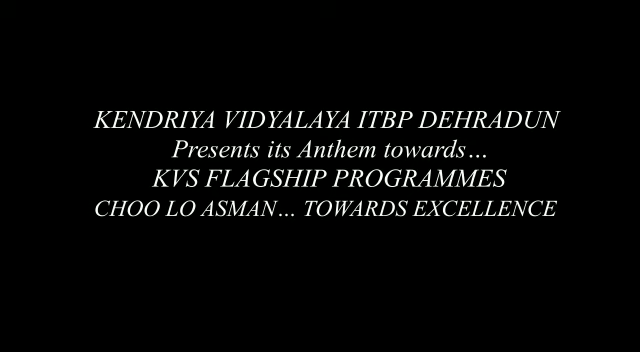 KENDRIYA VIDYALAYA ITBP DEHRADUN
Presents its Anthem towards…
KVS FLAGSHIP PROGRAMMES
CHOO LO ASMAN… TOWARDS EXCELLENCE